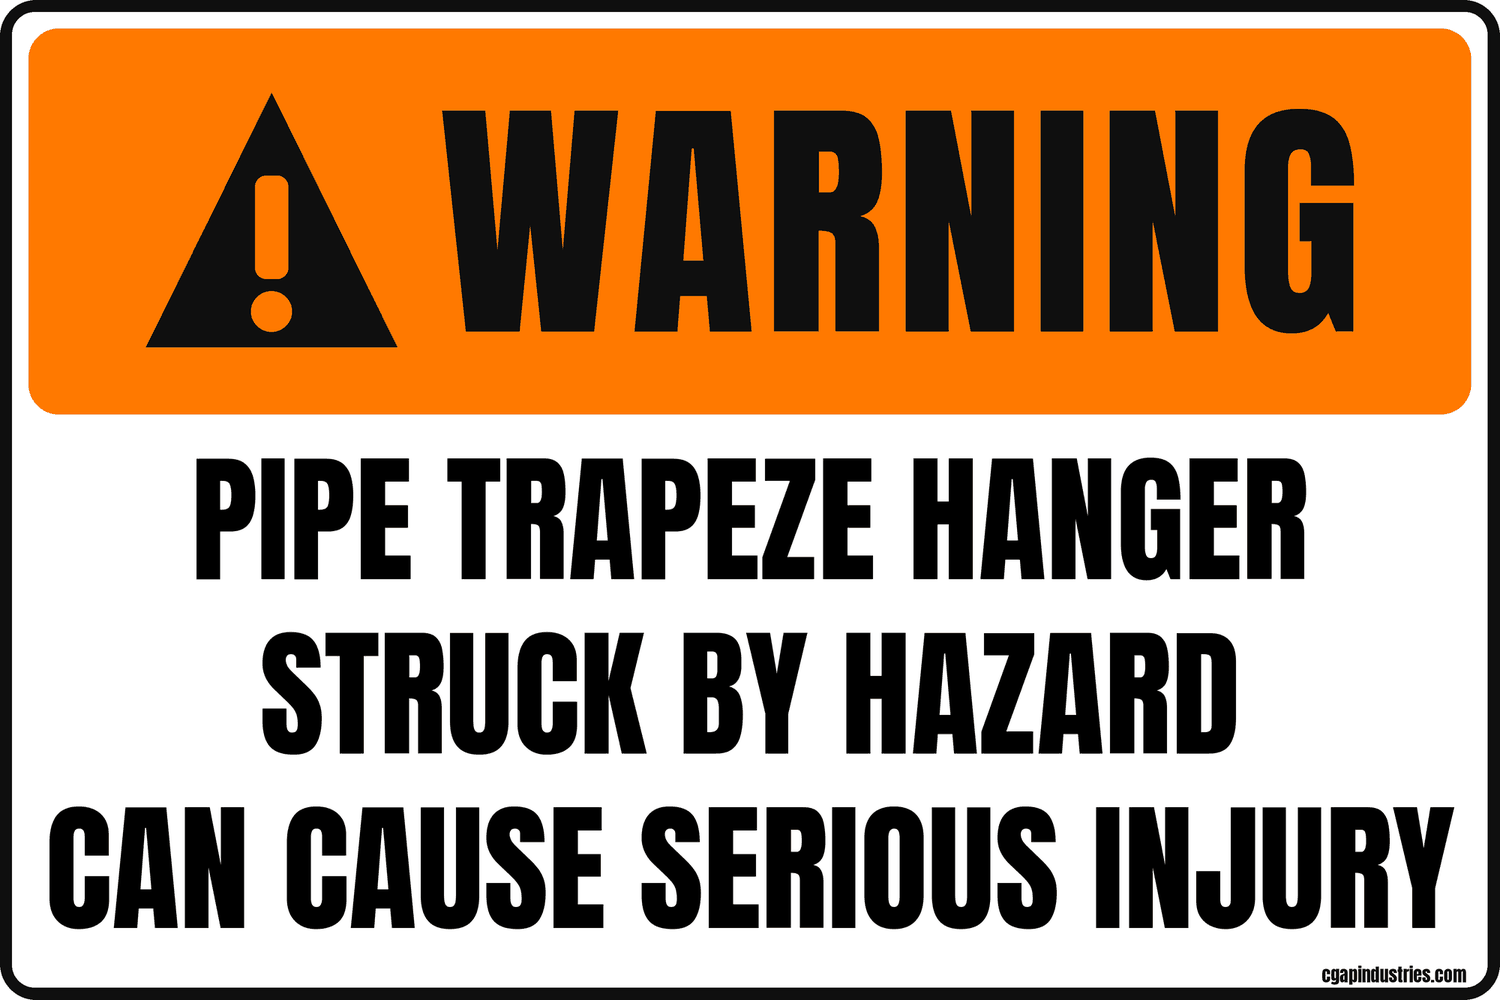 WARNING
PIPE TRAPEZE HANGER
STRUCK BY HAZARD
CAN CAUSE SERIOUS INJURY
cgapindustries.com